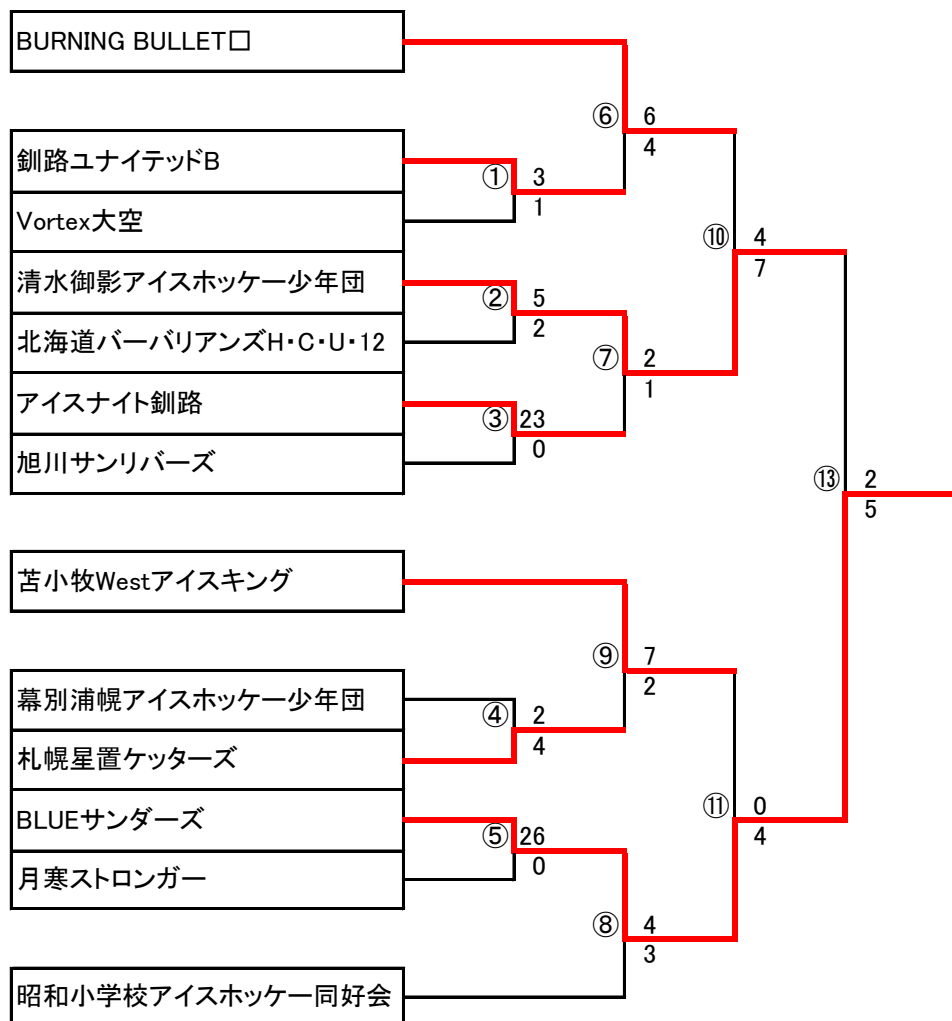 BURNING BULLET□
⑥ 6
4
釧路ユナイテッドB
① 3
1
Vortex大空
⑩ 4
7
清水御影アイスホッケー少年団
② 5
2
北海道バーバリアンズH・C・U・12
⑦ 2
1
アイスナイト釧路
③ 23
0
旭川サンリバーズ
⑬ 2
5
苫小牧Westアイスキング
⑨ 7
2
幕別浦幌アイスホッケー少年団
④ 2
4
札幌星置ケッターズ
BLUEサンダーズ
⑪ 0
4
⑤ 26
0
月寒ストロンガー
⑧ 4
3
昭和小学校アイスホッケー同好会